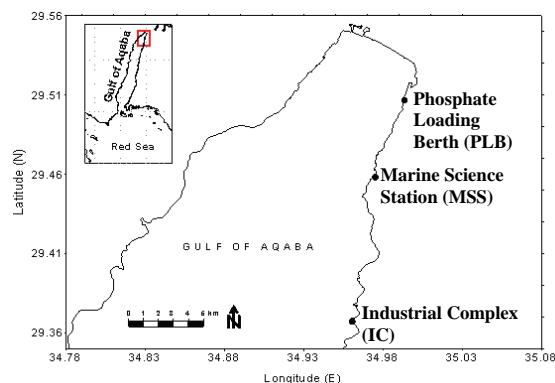 29.56
29.51
29.46
29.41
29.36
Latitude (N)
Gulf of Aqaba
Red Sea
Phosphate
Loading
Berth (PLB)
Marine Science
Station (MSS)
GULF OF AQABA
0 1 2 3 4 5 km
N
Industrial Complex
(IC)
34.78 34.83 34.88 34.93 34.98 35.03 35.08
Longitude (E)